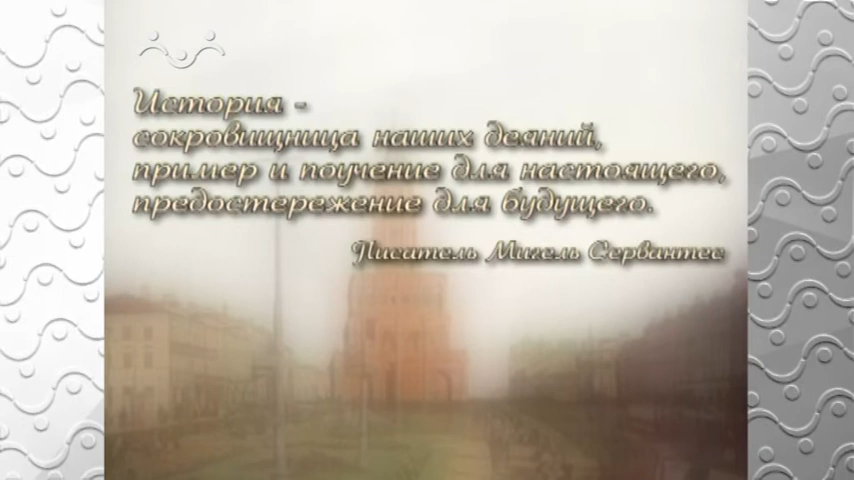 История -
сокровищница наших деяний,
пример и поучение для настоящего,
предостережение для будущего.
Писатель Мигель Сервантес